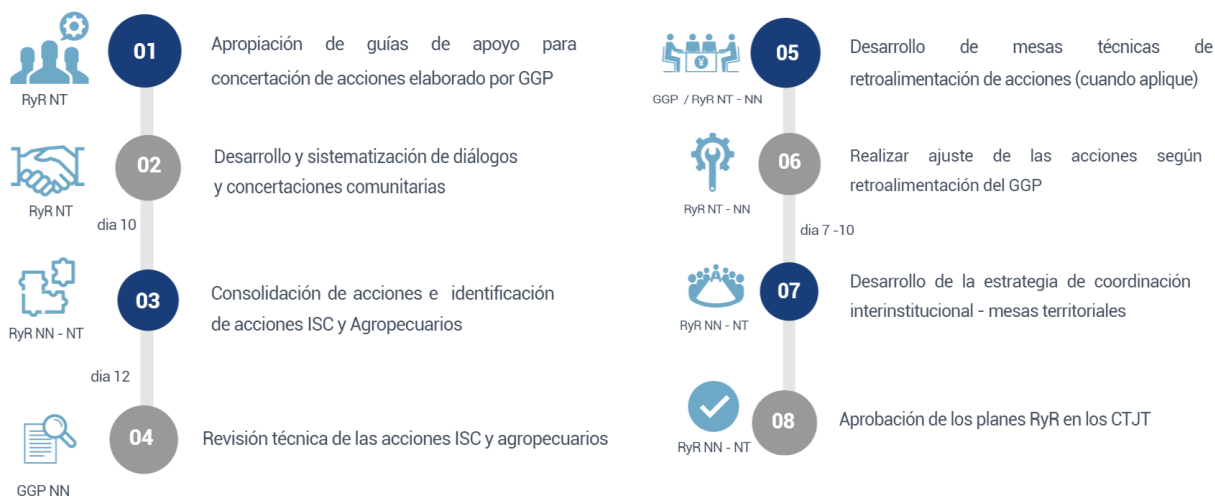 01
Apropiación de guías de apoyo para
concertación de acciones elaborado por GGP
RyR NT
02
Desarrollo y sistematización de diálogos
y concertaciones comunitarias
RyR NT
dia 10
03
Consolidación de acciones e identificación
de acciones ISC y Agropecuarios
RyR NN - NT
dia 12
04
Revisión técnica de las acciones ISC y agropecuarios
GGP NN
05
Desarrollo de mesas técnicas de
retroalimentación de acciones (cuando aplique)
GGP / RyR NT - NN
06
Realizar ajuste de las acciones según
retroalimentación del GGP
RyR NT - NN
dia 7 -10
07
Desarrollo de la estrategia de coordinación
interinstitucional - mesas territoriales
RyR NN - NT
08
Aprobación de los planes RyR en los CTJT
RyR NN - NT